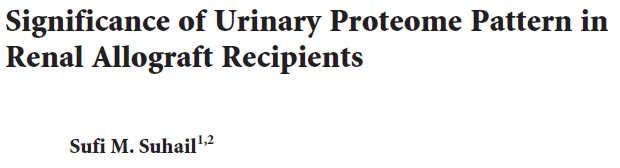 Significance of Urinary Proteome Pattern in
Renal Allograft Recipients
Sufi M. Suhail1,2